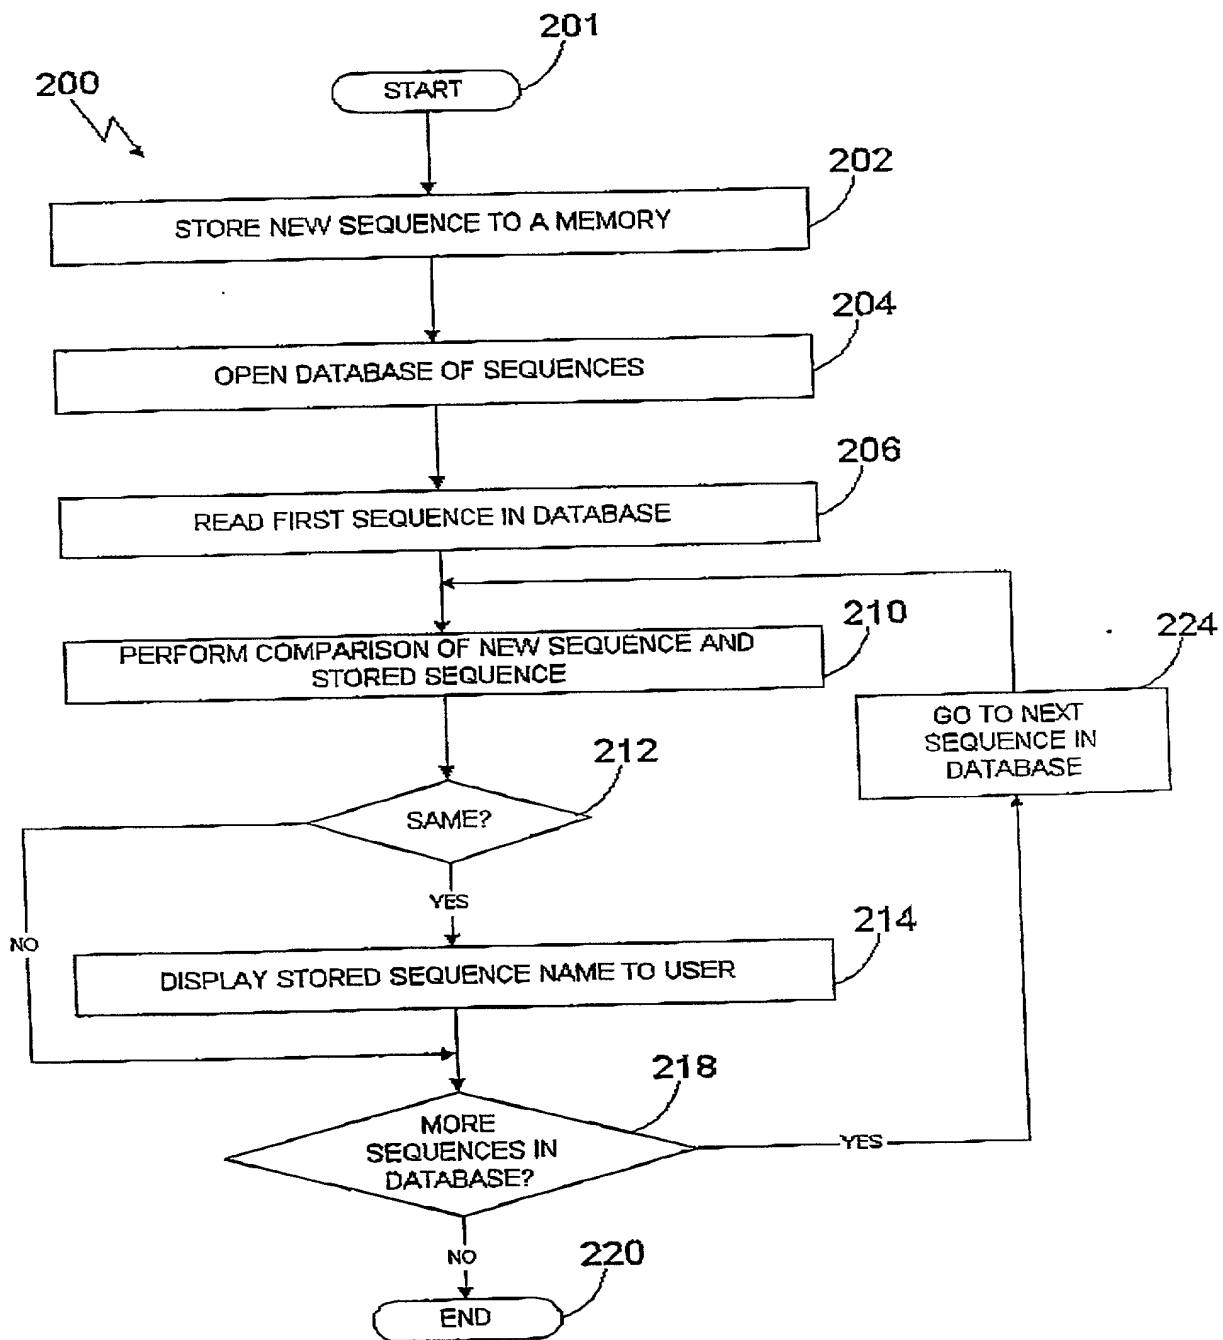 201
200
START
202
STORE NEW SEQUENCE TO A MEMORY
204
OPEN DATABASE OF SEQUENCES
206
READ FIRST SEQUENCE IN DATABASE
210
PERFORM COMPARISON OF NEW SEQUENCE AND
STORED SEQUENCE
224
GO TO NEXT
SEQUENCE IN
DATABASE
212
SAME?
YES
NO
214
DISPLAY STORED SEQUENCE NAME TO USER
218
MORE
SEQUENCES IN
DATABASE?
YES
NO
220
END